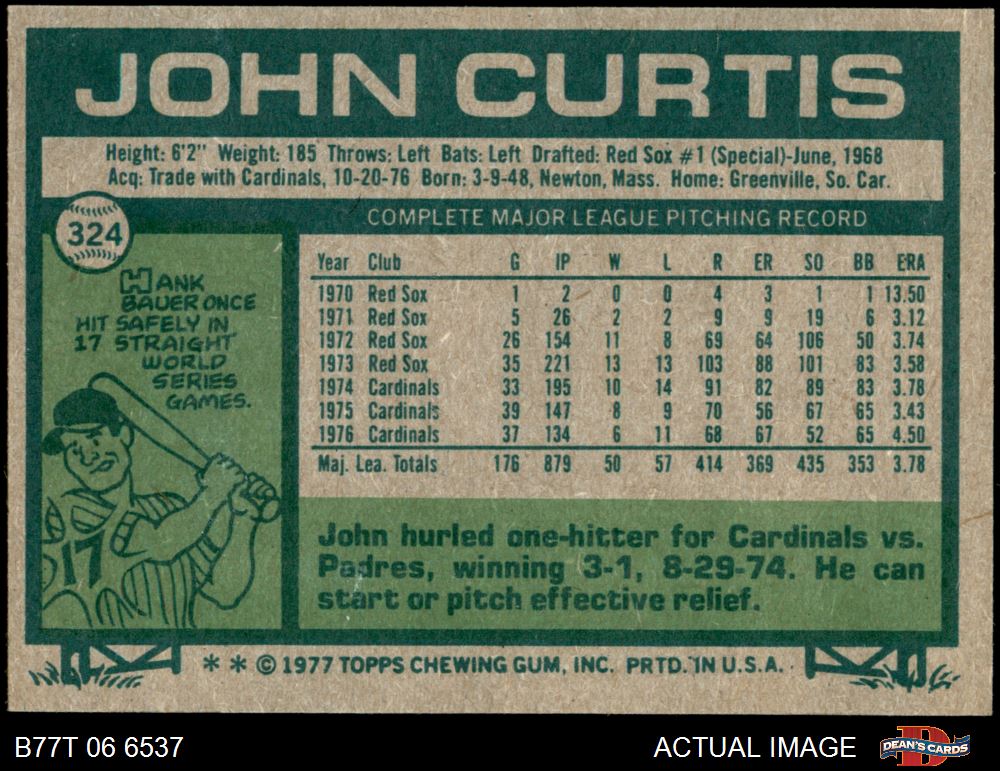 JOHN CURTIS
Height: 6'2" Weight: 185 Throws: Left Bats: Left Drafted: Red Sox #1 (Special)-June, 1968
Acq: Trade with Cardinals, 10-20-76 Born: 3-9-48, Newton, Mass. Home: Greenville, So. Car.
324
HANK
BAUER ONCE
HIT SAFELY IN
17 STRAIGHT
WORLD
SERIES
GAMES.
17
COMPLETE MAJOR LEAGUE PITCHING RECORD
Year Club G IP W L R ER SO BB ERA
1970 Red Sox 1 2 0 0 4 3 1 1 13.50
1971 Red Sox 5 26 2 2 9 9 19 6 3.12
1972 Red Sox 26 154 11 8 69 64 106 50 3.74
1973 Red Sox 35 221 13 13 103 88 101 83 3.58
1974 Cardinals 33 195 10 14 91 82 89 83 3.78
1975 Cardinals 39 147 8 9 70 56 67 65 3.43
1976 Cardinals 37 134 6 11 68 67 52 65 4.50
Maj. Lea. Totals 176 879 50 57 414 369 435 353 3.78
John hurled one-hitter for Cardinals vs.
Padres, winning 3-1, 8-29-74. He can
start or pitch effective relief.
* * © 1977 TOPPS CHEWING GUM, INC. PRTD. IN U.S.A.
B77T 06 6537
ACTUAL IMAGE
DEAN'S CARDS